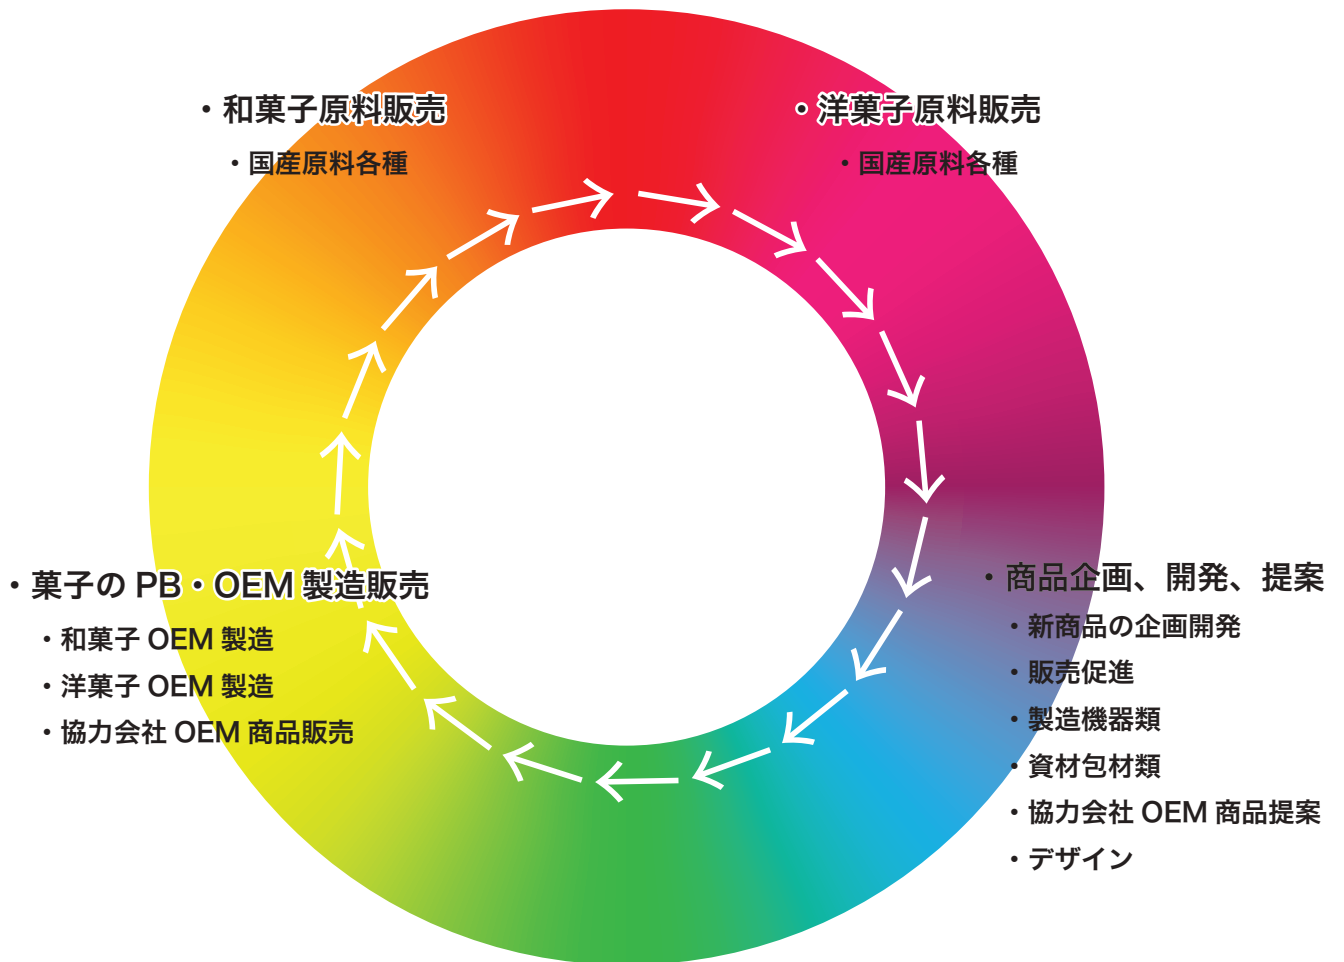 ・和菓子原料販売
・国産原料各種
・洋菓子原料販売
・国産原料各種
・商品企画、開発、提案
・新商品の企画開発
・販売促進
・製造機器類
・資材包材類
・協力会社 OEM 商品提案
・デザイン
・菓子の PB・OEM 製造販売
・和菓子 OEM 製造
・洋菓子 OEM 製造
・協力会社 OEM 商品販売